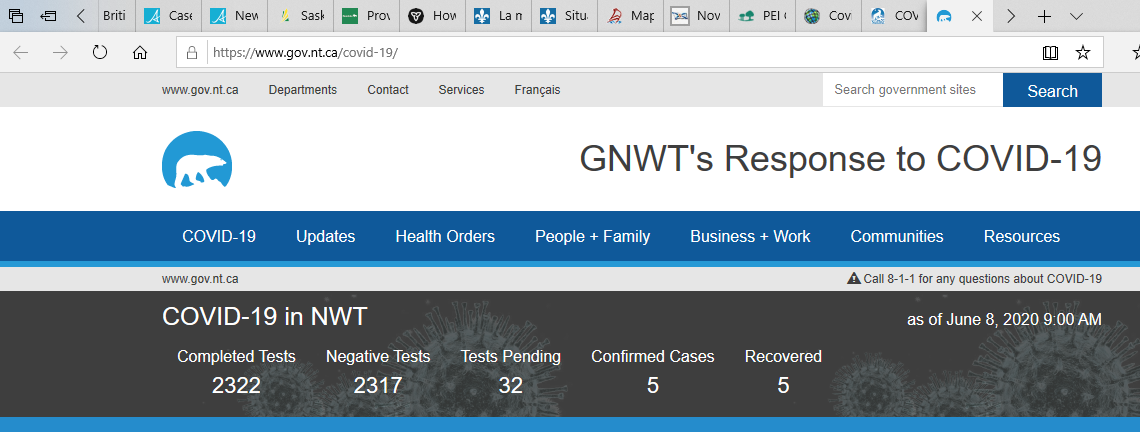 Briti Case New Sask Prov How La m Situ Map Nov PEI Covi COV
https://www.gov.nt.ca/covid-19/
www.gov.nt.ca Departments Contact Services Français Search government sites Search
GNWT's Response to COVID-19
COVID-19 Updates Health Orders People + Family Business + Work Communities Resources
www.gov.nt.ca Call 8-1-1 for any questions about COVID-19
COVID-19 in NWT as of June 8, 2020 9:00 AM
Completed Tests Negative Tests Tests Pending Confirmed Cases Recovered
2322 2317 32 5 5